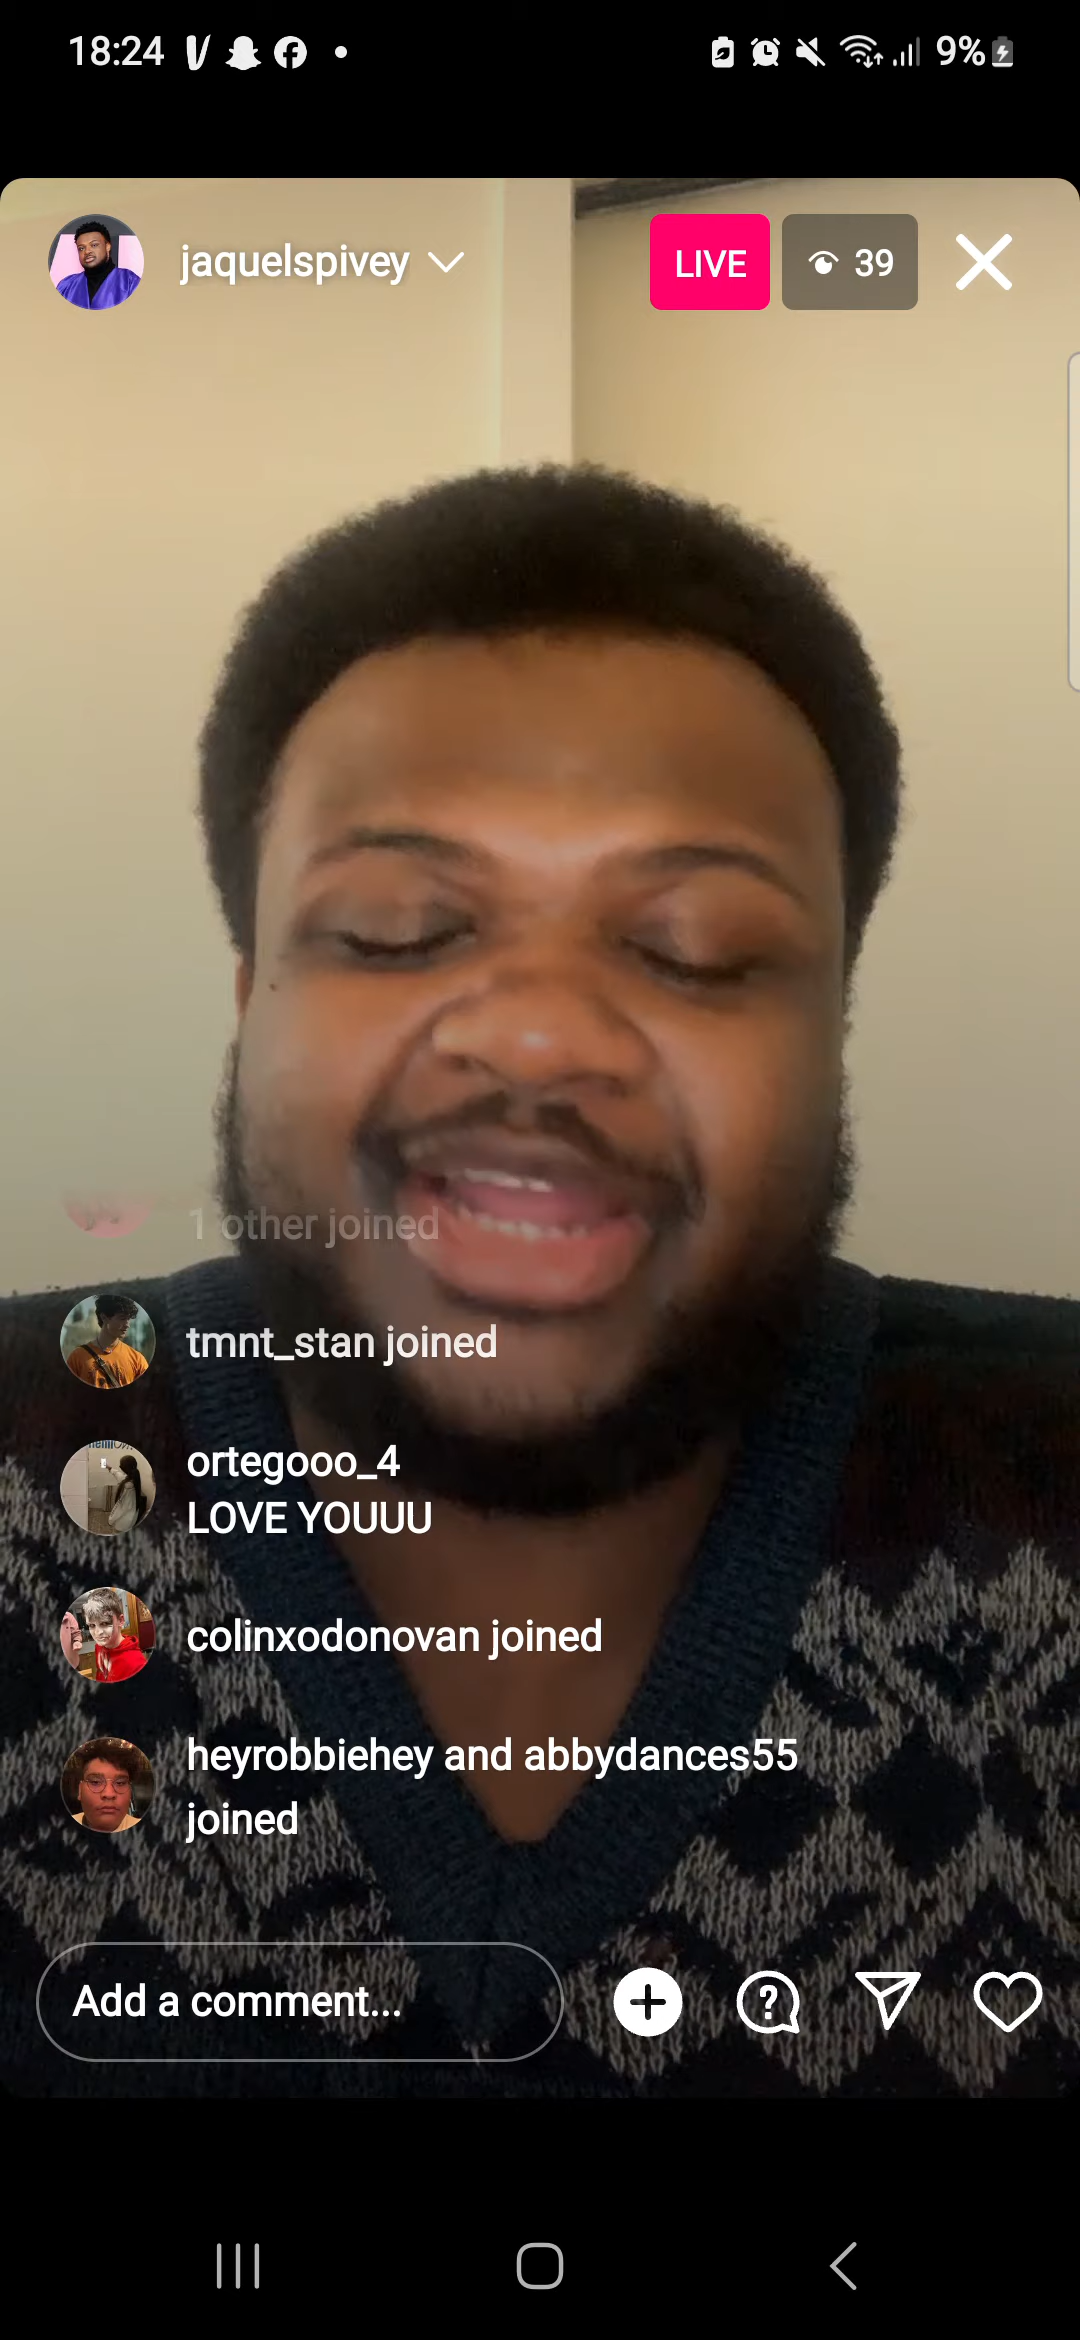 18:24
9%
jaquelspivey
LIVE
39
1 other joined
tmnt_stan joined
ortegooo_4
LOVE YOUUU
colinxodonovan joined
heyrobbiehey and abbydances55
joined
Add a comment...